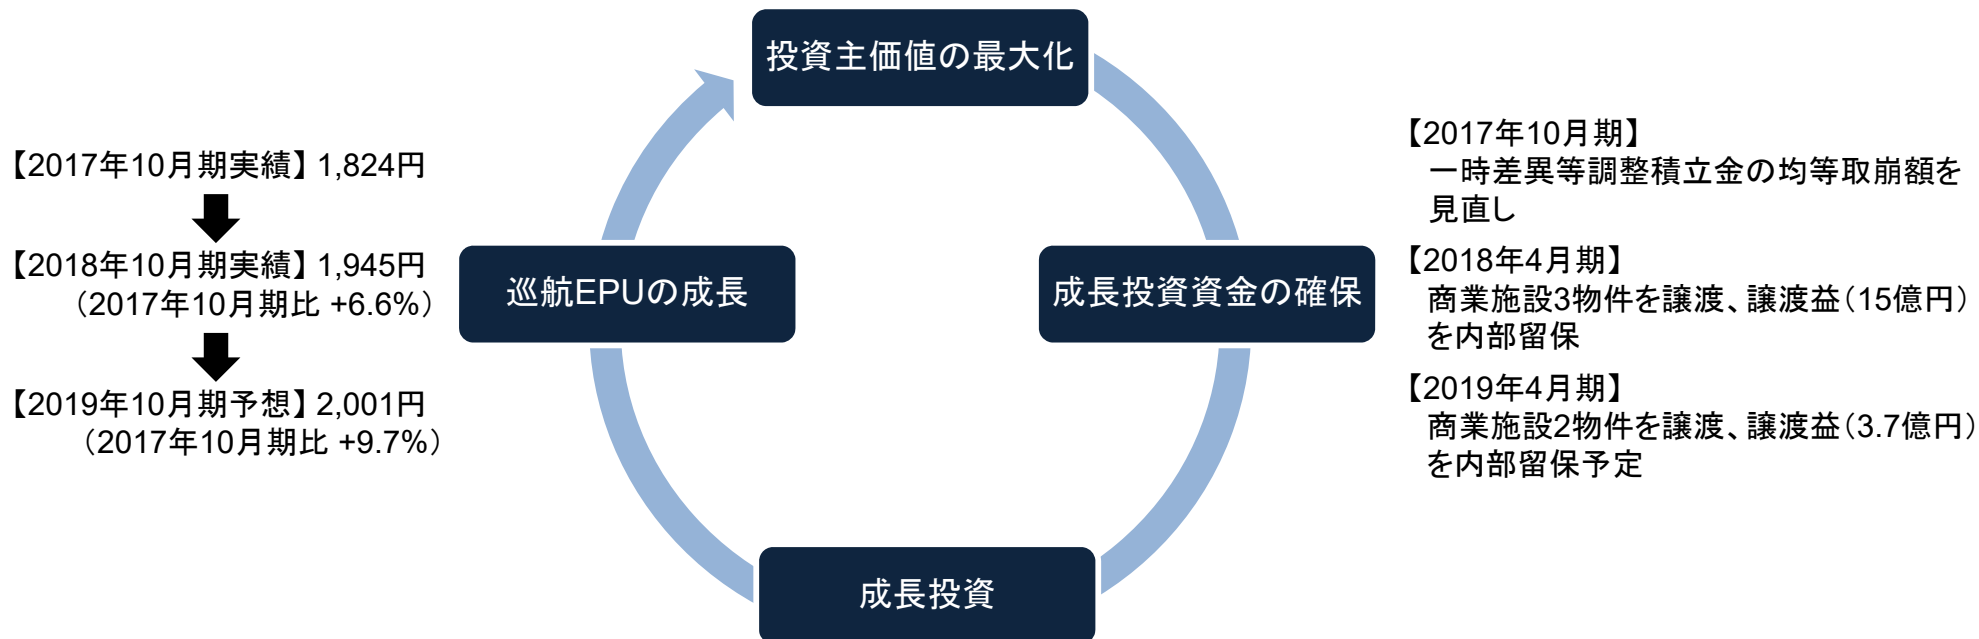 投資主価値の最大化
【2017年10月期実績】1,824円
【2018年10月期実績】1,945円
（2017年10月期比 +6.6%）
【2019年10月期予想】2,001円
（2017年10月期比 +9.7%）
巡航EPUの成長
成長投資資金の確保
【2017年10月期】
一時差異等調整積立金の均等取崩額を
見直し
【2018年4月期】
商業施設3物件を譲渡、譲渡益（15億円）
を内部留保
【2019年4月期】
商業施設2物件を譲渡、譲渡益（3.7億円）
を内部留保予定
成長投資